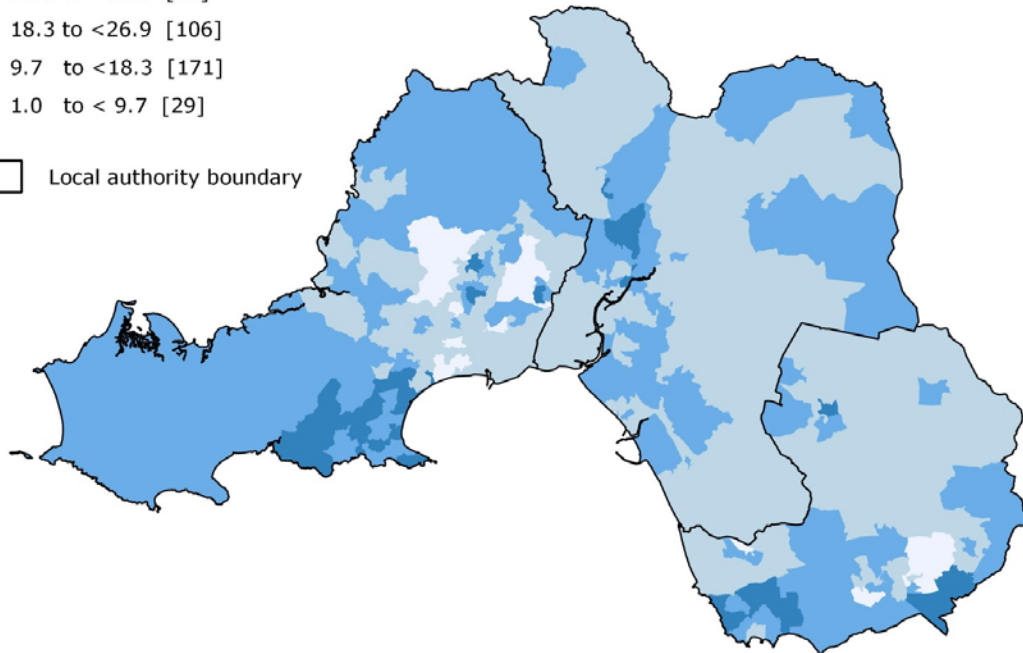 18.3 to <26.9 [106]
9.7 to <18.3 [171]
1.0 to < 9.7 [29]
Local authority boundary